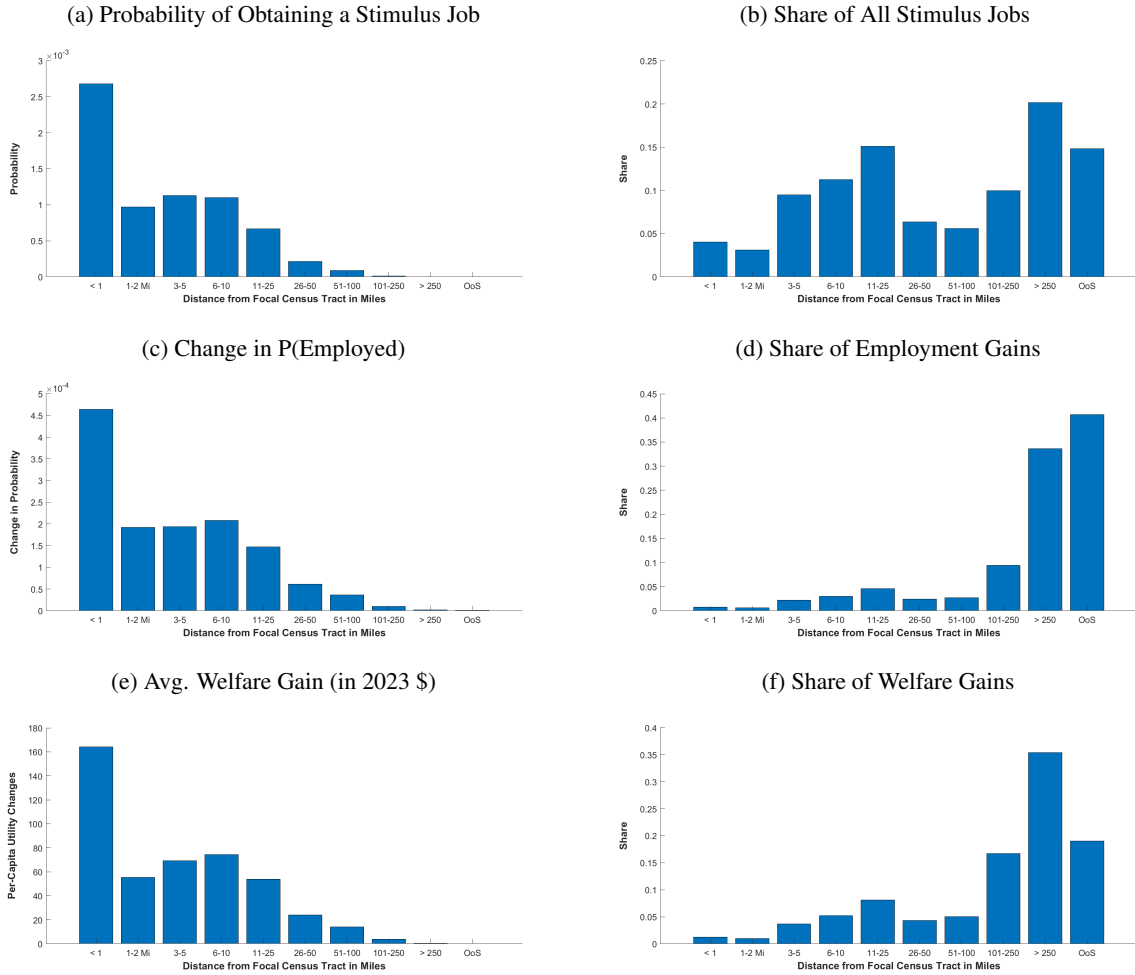 (a) Probability of Obtaining a Stimulus Job
×10⁻³
3
2.5
2
1.5
1
0.5
0
Probability
< 1 1-2 Mi 3-5 6-10 11-25 26-50 51-100 101-250 > 250 OoS
Distance from Focal Census Tract in Miles
(b) Share of All Stimulus Jobs
0.25
0.2
0.15
0.1
0.05
0
Share
< 1 1-2 Mi 3-5 6-10 11-25 26-50 51-100 101-250 > 250 OoS
Distance from Focal Census Tract in Miles
(c) Change in P(Employed)
×10⁻⁴
5
4.5
4
3.5
3
2.5
2
1.5
1
0.5
0
Change in Probability
< 1 1-2 Mi 3-5 6-10 11-25 26-50 51-100 101-250 > 250 OoS
Distance from Focal Census Tract in Miles
(d) Share of Employment Gains
0.45
0.4
0.35
0.3
0.25
0.2
0.15
0.1
0.05
0
Share
< 1 1-2 Mi 3-5 6-10 11-25 26-50 51-100 101-250 > 250 OoS
Distance from Focal Census Tract in Miles
(e) Avg. Welfare Gain (in 2023 $)
180
160
140
120
100
80
60
40
20
0
Per-Capita Utility Changes
< 1 1-2 Mi 3-5 6-10 11-25 26-50 51-100 101-250 > 250 OoS
Distance from Focal Census Tract in Miles
(f) Share of Welfare Gains
0.4
0.35
0.3
0.25
0.2
0.15
0.1
0.05
0
Share
< 1 1-2 Mi 3-5 6-10 11-25 26-50 51-100 101-250 > 250 OoS
Distance from Focal Census Tract in Miles